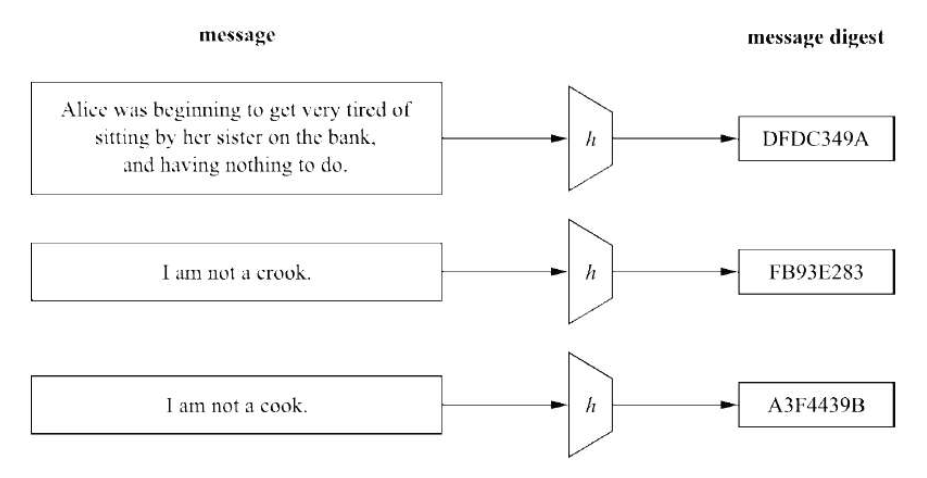 message
message digest
Alice was beginning to get very tired of
sitting by her sister on the bank,
and having nothing to do.
h
DFDC349A
I am not a crook.
h
FB93E283
I am not a cook.
h
A3F4439B